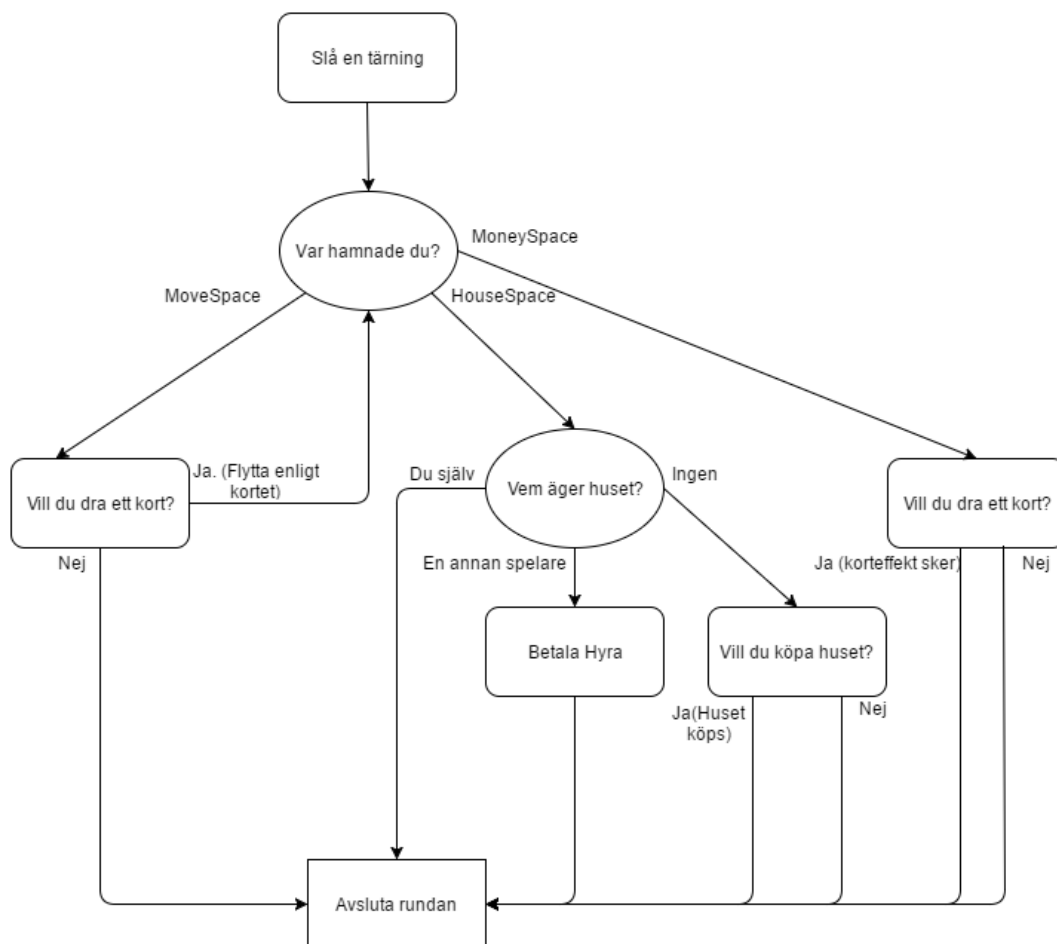 Slå en tärning
Var hamnade du?
MoneySpace
MoveSpace
HouseSpace
Vill du dra ett kort?
Ja. (Flytta enligt
kortet)
Nej
Du själv
Vem äger huset?
Ingen
En annan spelare
Betala Hyra
Vill du köpa huset?
Ja(Huset
köps)
Nej
Vill du dra ett kort?
Ja (korteffekt sker)
Nej
Avsluta rundan